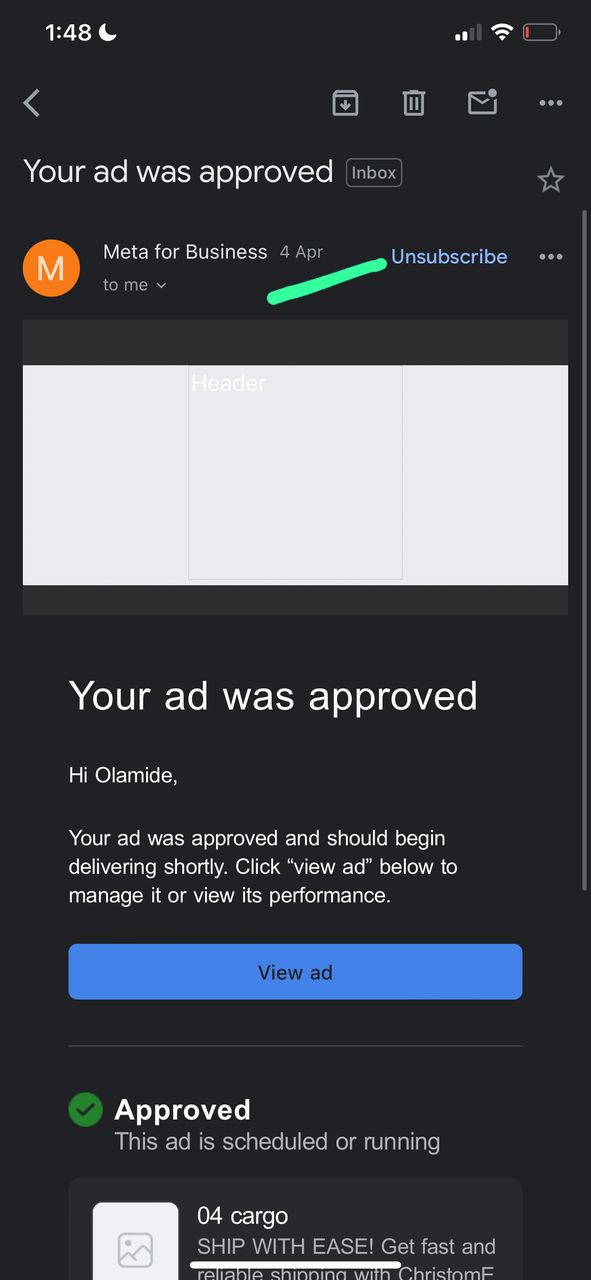 1:48
Your ad was approved Inbox
M
Meta for Business 4 Apr Unsubscribe
to me
Header
Your ad was approved
Hi Olamide,
Your ad was approved and should begin
delivering shortly. Click “view ad” below to
manage it or view its performance.
View ad
Approved
This ad is scheduled or running
04 cargo
SHIP WITH EASE! Get fast and
reliable shipping with ChristomE